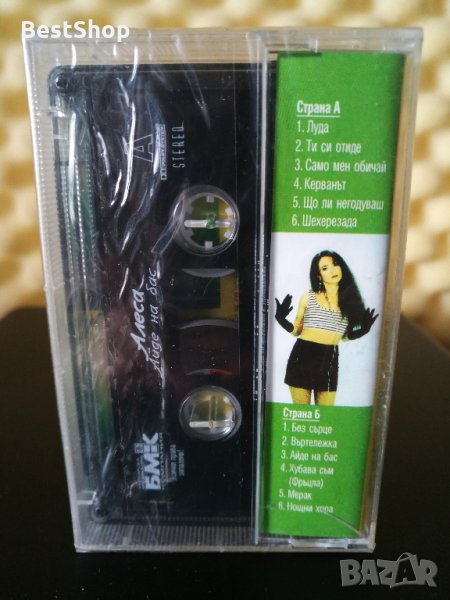 BestShop
Страна А
1. Луда
2. Ти си отиде
3. Само мен обичай
4. Керванът
5. Що ли негодуваш
6. Шехерезада
Страна Б
1. Без сърце
2. Въртележка
3. Айде на бас
4. Хубава съм
(Фръцла)
5. Мерак
6. Нощни хора
A
STEREO
Алеса
Айде на бас
БМК
BAZAR